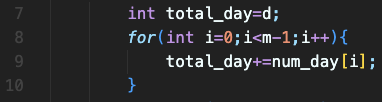 7 int total_day=d;
8 for(int i=0;i<m-1;i++){
9 total_day+=num_day[i];
10 }